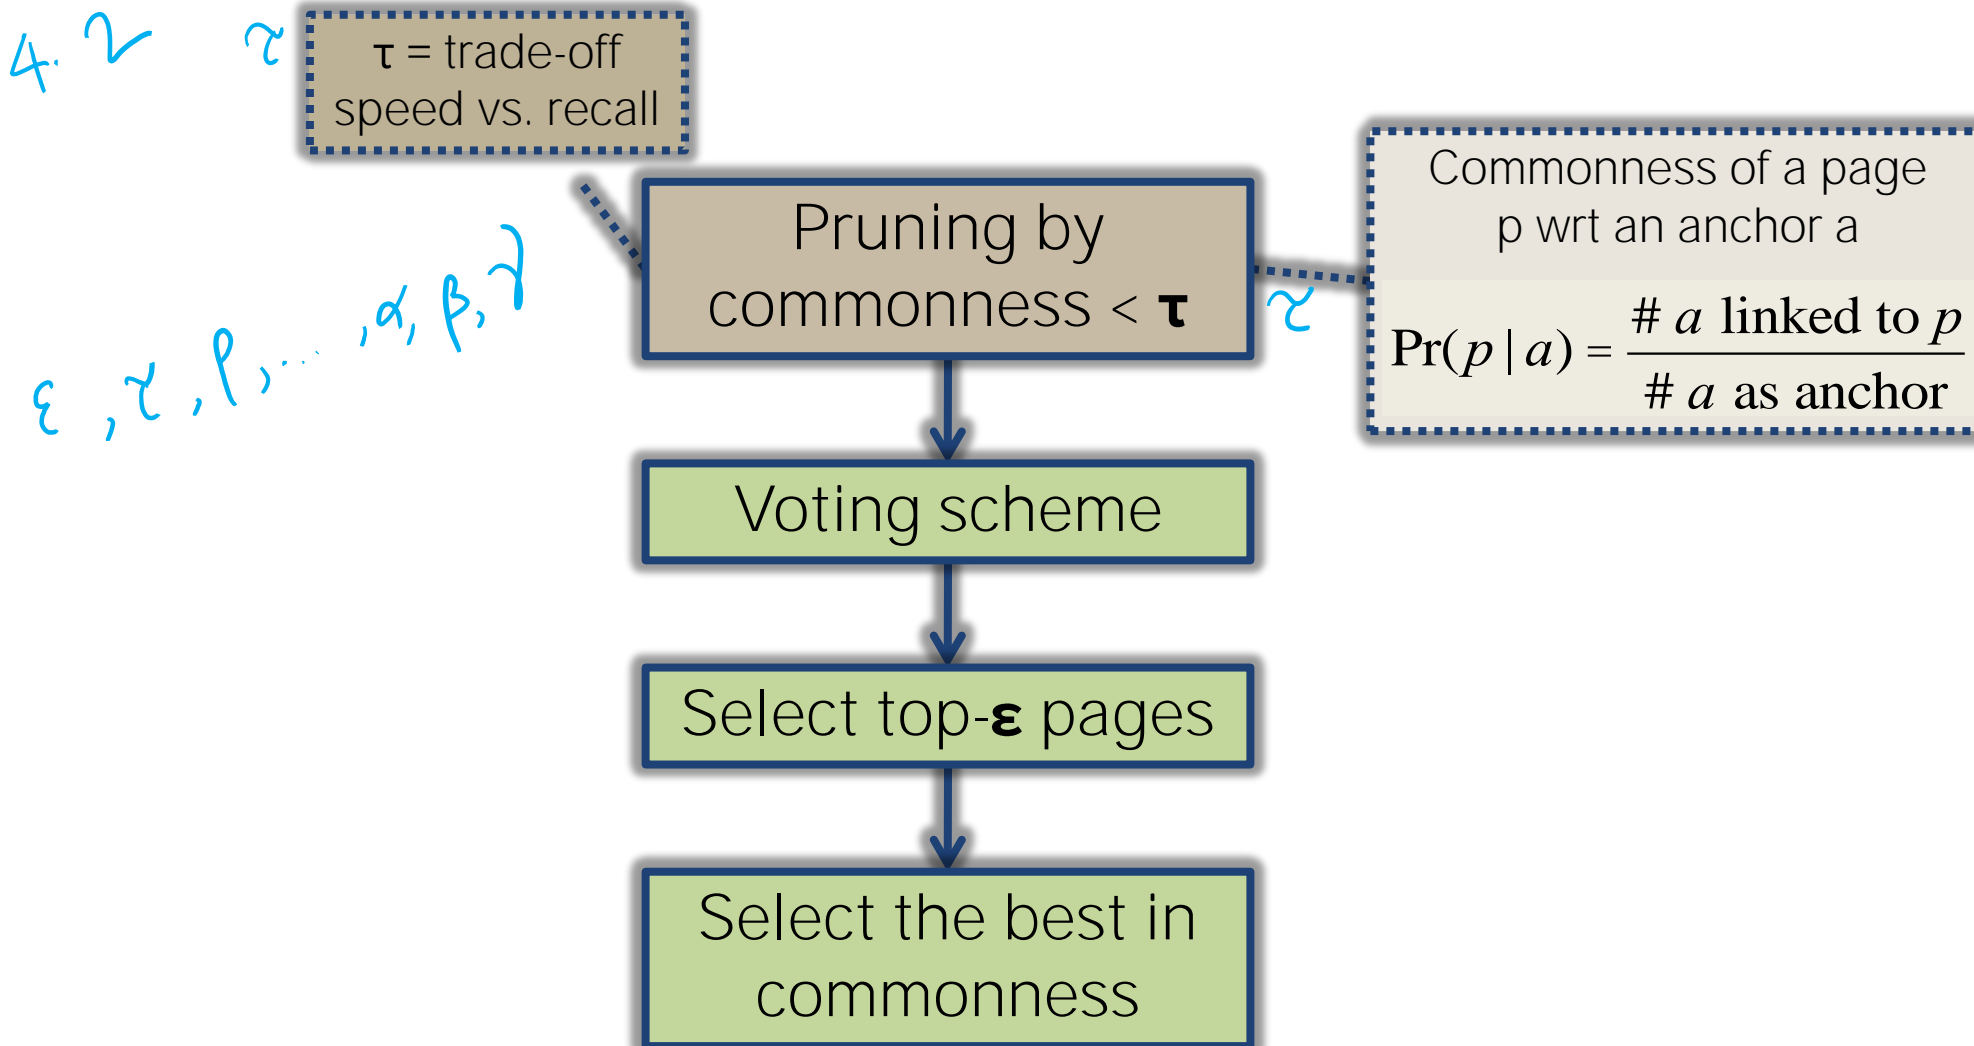 4.2 τ
τ = trade-off
speed vs. recall
Commonness of a page
p wrt an anchor a
Pr(p | a) = # a linked to p / # a as anchor
Pruning by
commonness < τ
τ
ε, τ, ρ, ... , α, β, γ
Voting scheme
Select top-ε pages
Select the best in
commonness